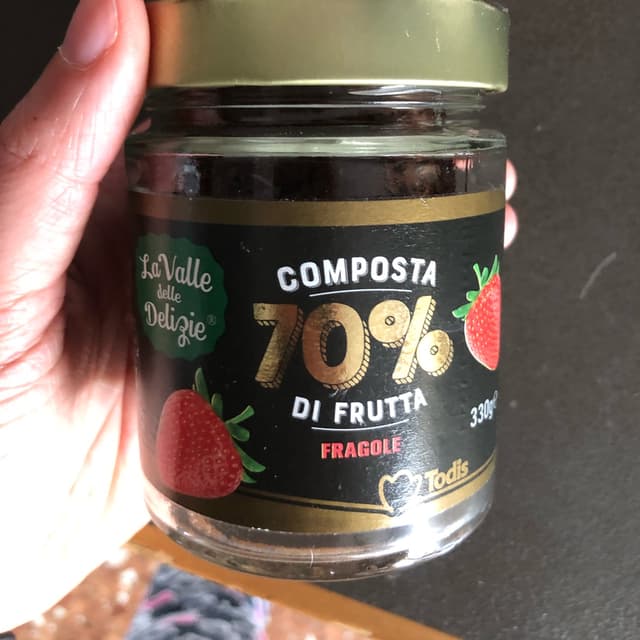 La Valle
delle
Delizie®
COMPOSTA
70%
DI FRUTTA
FRAGOLE
330g℮
Todis